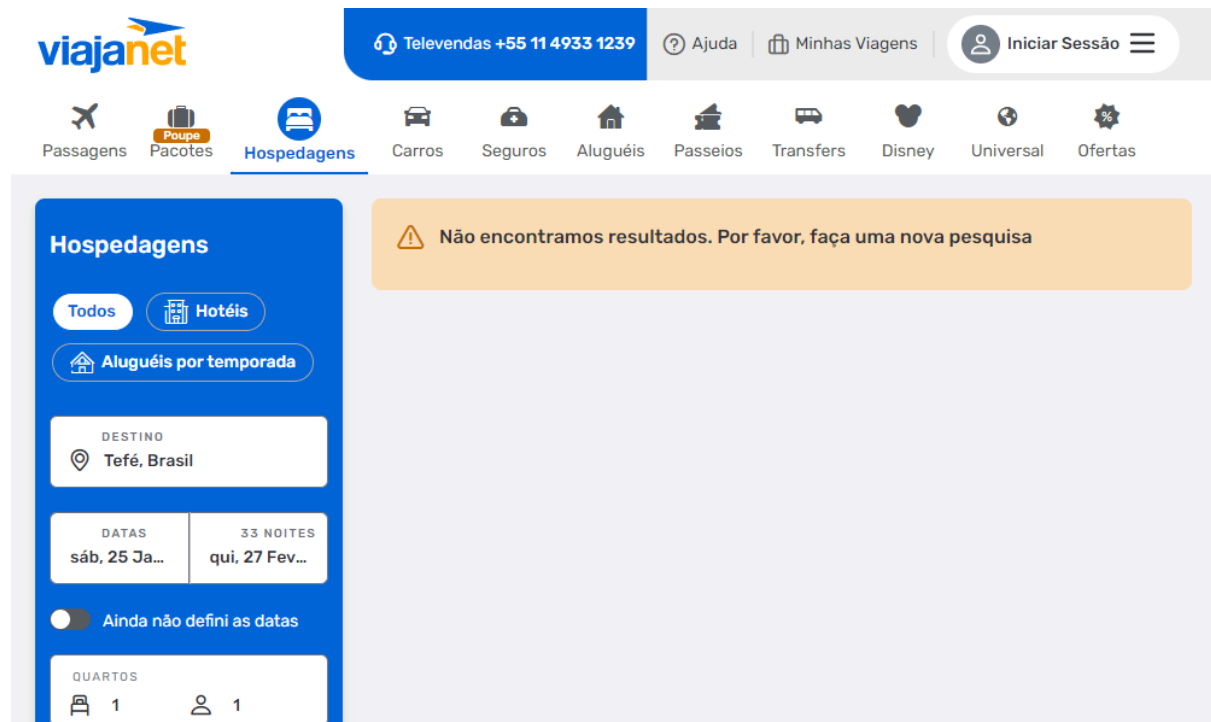 viajanet
Televendas +55 11 4933 1239
Ajuda
Minhas Viagens
Iniciar Sessão
Passagens
Poupe
Pacotes
Hospedagens
Carros
Seguros
Aluguéis
Passeios
Transfers
Disney
Universal
%
Ofertas
Hospedagens
Todos
Hotéis
Aluguéis por temporada
DESTINO
Tefé, Brasil
DATAS
33 NOITES
sáb, 25 Ja...
qui, 27 Fev...
Ainda não defini as datas
QUARTOS
1
1
Não encontramos resultados. Por favor, faça uma nova pesquisa